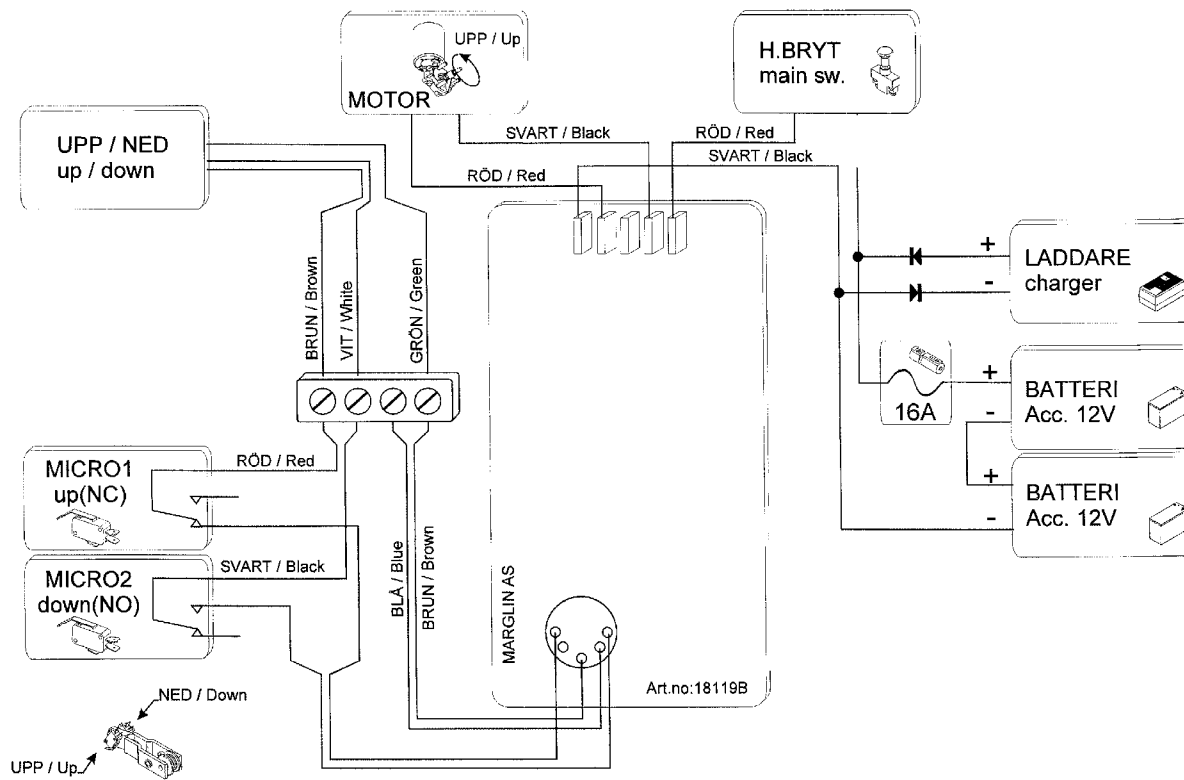 UPP / Up
MOTOR
H.BRYT
main sw.
UPP / NED
up / down
SVART / Black
RÖD / Red
SVART / Black
RÖD / Red
BRUN / Brown
VIT / White
GRÖN / Green
+
-
LADDARE
charger
16A
+
-
BATTERI
Acc. 12V
+
-
BATTERI
Acc. 12V
MICRO1
up(NC)
RÖD / Red
MICRO2
down(NO)
SVART / Black
BLÅ / Blue
BRUN / Brown
MARGLIN AS
Art.no:18119B
NED / Down
UPP / Up